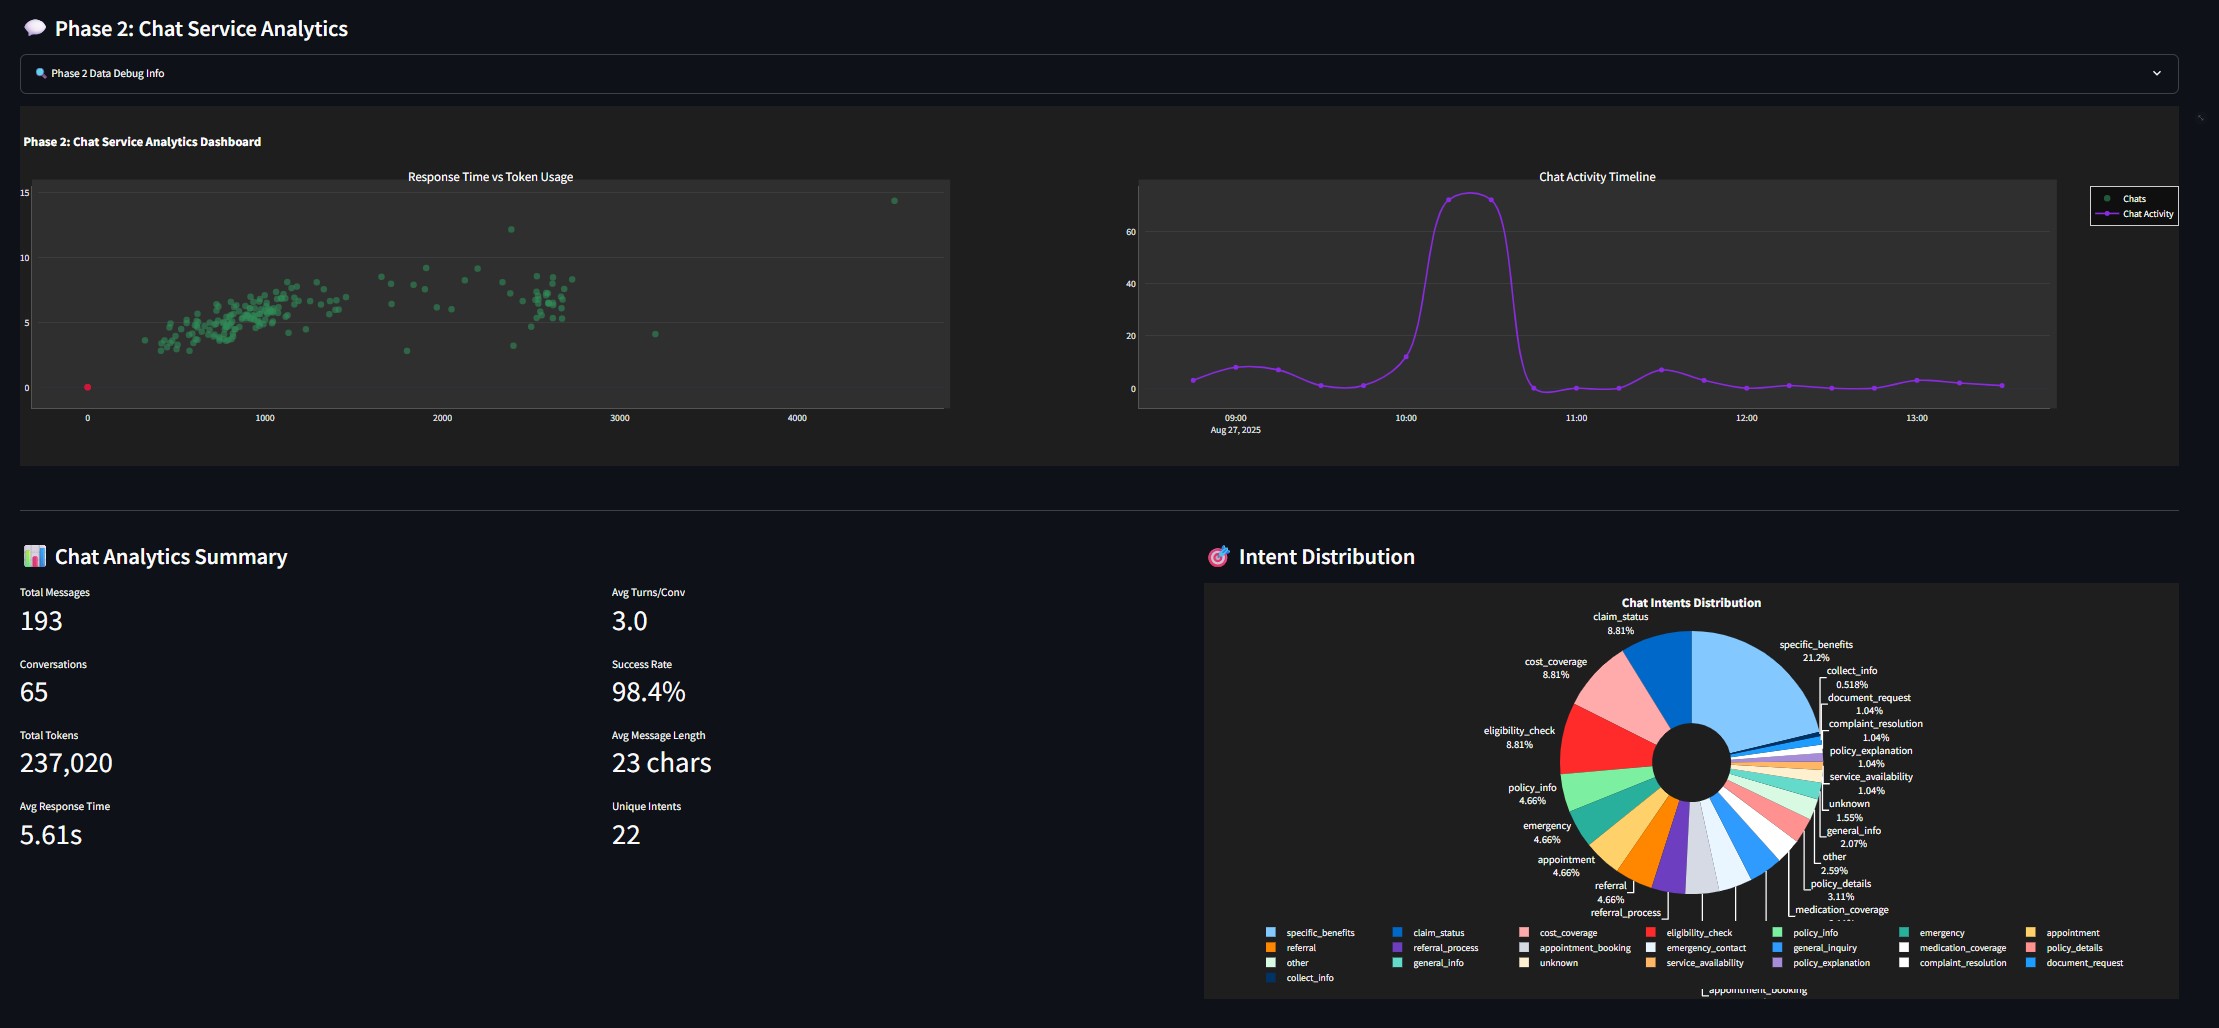 Phase 2: Chat Service Analytics
Phase 2 Data Debug Info
Phase 2: Chat Service Analytics Dashboard
Response Time vs Token Usage
15
10
5
0
0 1000 2000 3000 4000
Chat Activity Timeline
60
40
20
0
09:00 10:00 11:00 12:00 13:00
Aug 27, 2025
Chats
Chat Activity
Chat Analytics Summary
Total Messages
193
Avg Turns/Conv
3.0
Conversations
65
Success Rate
98.4%
Total Tokens
237,020
Avg Message Length
23 chars
Avg Response Time
5.61s
Unique Intents
22
Intent Distribution
Chat Intents Distribution
claim_status
8.81%
cost_coverage
8.81%
eligibility_check
8.81%
policy_info
4.66%
emergency
4.66%
appointment
4.66%
referral
4.66%
referral_process
specific_benefits
21.2%
collect_info
0.518%
document_request
1.04%
complaint_resolution
1.04%
policy_explanation
1.04%
service_availability
1.04%
unknown
1.55%
general_info
2.07%
other
2.59%
policy_details
3.11%
medication_coverage
specific_benefits claim_status cost_coverage eligibility_check policy_info emergency appointment
referral referral_process appointment_booking emergency_contact general_inquiry medication_coverage policy_details
other general_info unknown service_availability policy_explanation complaint_resolution document_request
collect_info
appointment_booking